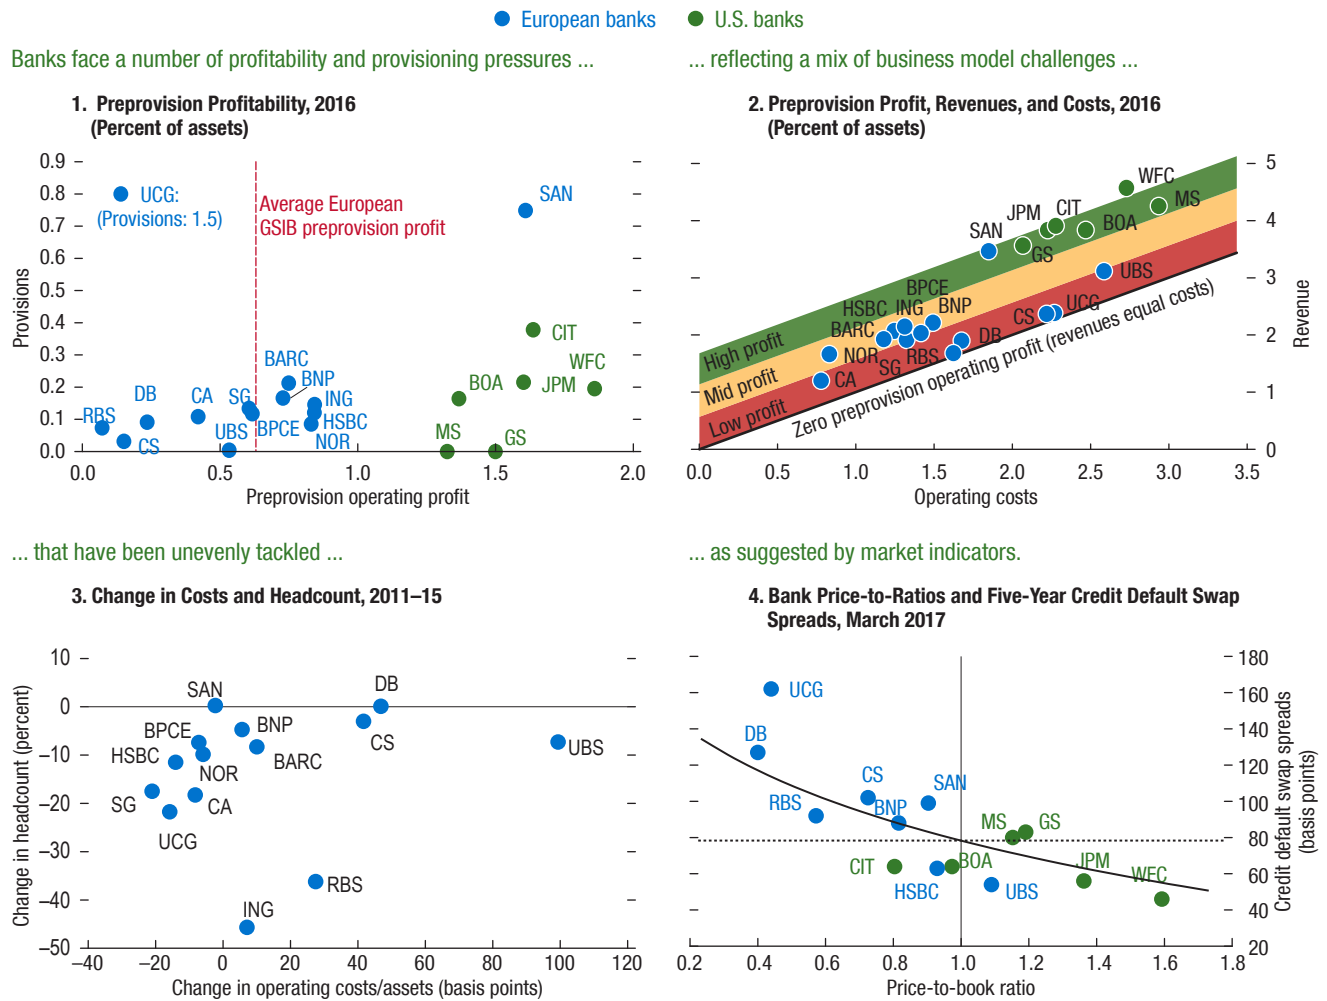 European banks
U.S. banks
Banks face a number of profitability and provisioning pressures ...
... reflecting a mix of business model challenges ...
1. Preprovision Profitability, 2016
(Percent of assets)
0.9
0.8
0.7
0.6
0.5
0.4
0.3
0.2
0.1
0.0
Provisions
UCG:
(Provisions: 1.5)
Average European
GSIB preprovision profit
SAN
CIT
WFC
BARC
BNP
BOA
JPM
DB
CA
SG
ING
RBS
UBS
BPCE
HSBC
CS
NOR
MS
GS
0.0
0.5
1.0
1.5
2.0
Preprovision operating profit
2. Preprovision Profit, Revenues, and Costs, 2016
(Percent of assets)
5
4
3
2
1
0
Revenue
WFC
MS
JPM
CIT
BOA
SAN
GS
UBS
BPCE
HSBC
ING
BNP
UCG
CS
BARC
DB
NOR
SG
RBS
CA
High profit
Mid profit
Low profit
Zero preprovision operating profit (revenues equal costs)
0.0
0.5
1.0
1.5
2.0
2.5
3.0
3.5
Operating costs
... that have been unevenly tackled ...
... as suggested by market indicators.
3. Change in Costs and Headcount, 2011–15
10
0
–10
–20
–30
–40
–50
Change in headcount (percent)
SAN
DB
BPCE
BNP
CS
HSBC
BARC
UBS
NOR
SG
CA
UCG
RBS
ING
–40
–20
0
20
40
60
80
100
120
Change in operating costs/assets (basis points)
4. Bank Price-to-Ratios and Five-Year Credit Default Swap
Spreads, March 2017
180
160
140
120
100
80
60
40
20
Credit default swap spreads
(basis points)
UCG
DB
CS
SAN
RBS
BNP
MS
GS
CIT
BOA
JPM
WFC
HSBC
UBS
0.2
0.4
0.6
0.8
1.0
1.2
1.4
1.6
1.8
Price-to-book ratio